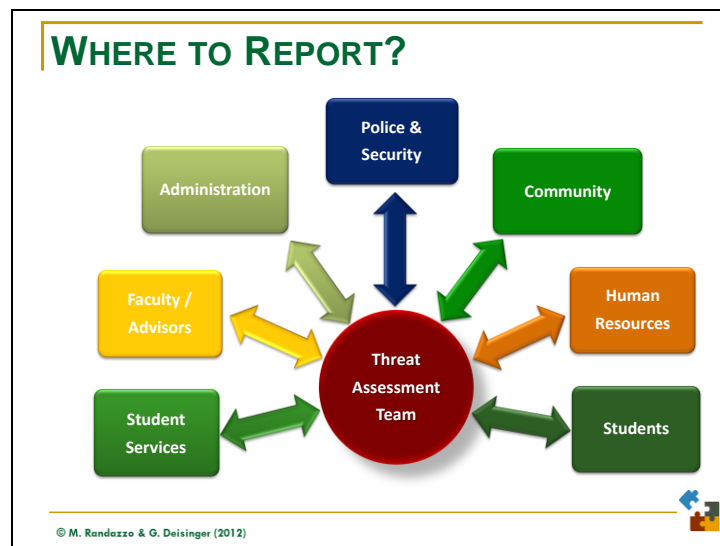 WHERE TO REPORT?
Police &
Security
Administration
Community
Faculty /
Advisors
Human
Resources
Threat
Assessment
Team
Student
Services
Students
© M. Randazzo & G. Deisinger (2012)